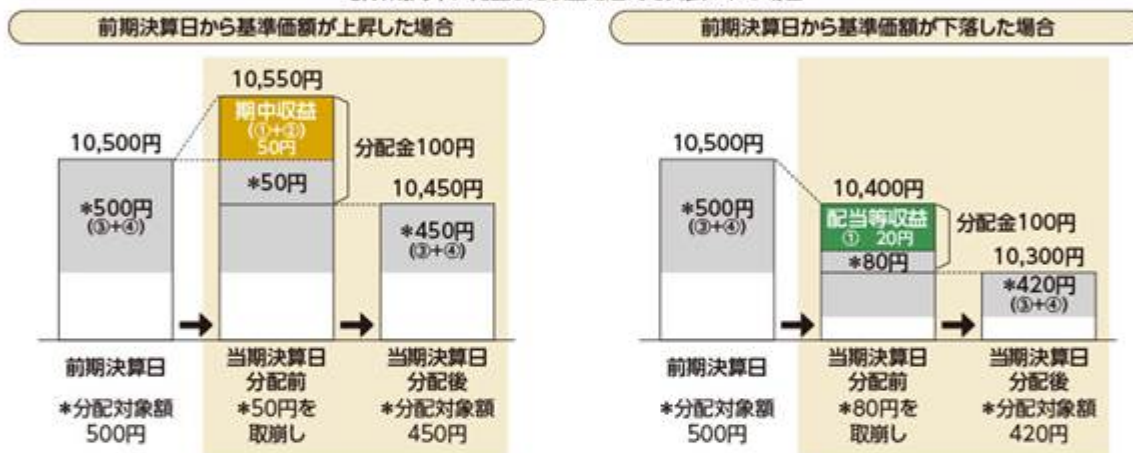 前期決算日から基準価額が上昇した場合
10,550円
期中収益
(①+②)
50円
10,500円
分配金100円
*50円
10,450円
*500円
(③+④)
*450円
(③+④)
前期決算日
当期決算日
分配前
当期決算日
分配後
*分配対象額
500円
*50円を
取崩し
*分配対象額
450円
前期決算日から基準価額が下落した場合
10,500円
10,400円
*500円
(③+④)
配当等収益
① 20円
分配金100円
*80円
10,300円
*420円
(③+④)
前期決算日
当期決算日
分配前
当期決算日
分配後
*分配対象額
500円
*80円を
取崩し
*分配対象額
420円